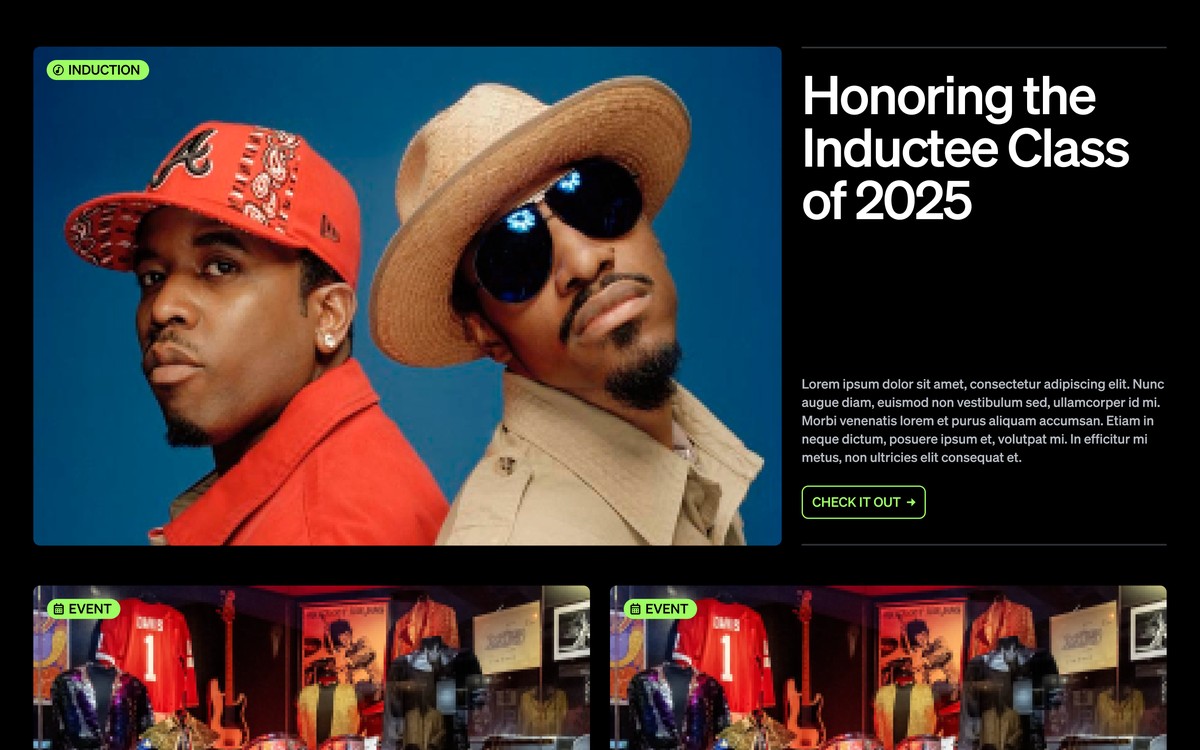 INDUCTION
Honoring the
Inductee Class
of 2025
Lorem ipsum dolor sit amet, consectetur adipiscing elit. Nunc
augue diam, euismod non vestibulum sed, ullamcorper id mi.
Morbi venenatis lorem et purus aliquam accumsan. Etiam in
neque dictum, posuere ipsum et, volutpat mi. In efficitur mi
metus, non ultricies elit consequat et.
CHECK IT OUT →
EVENT
1
EVENT
1